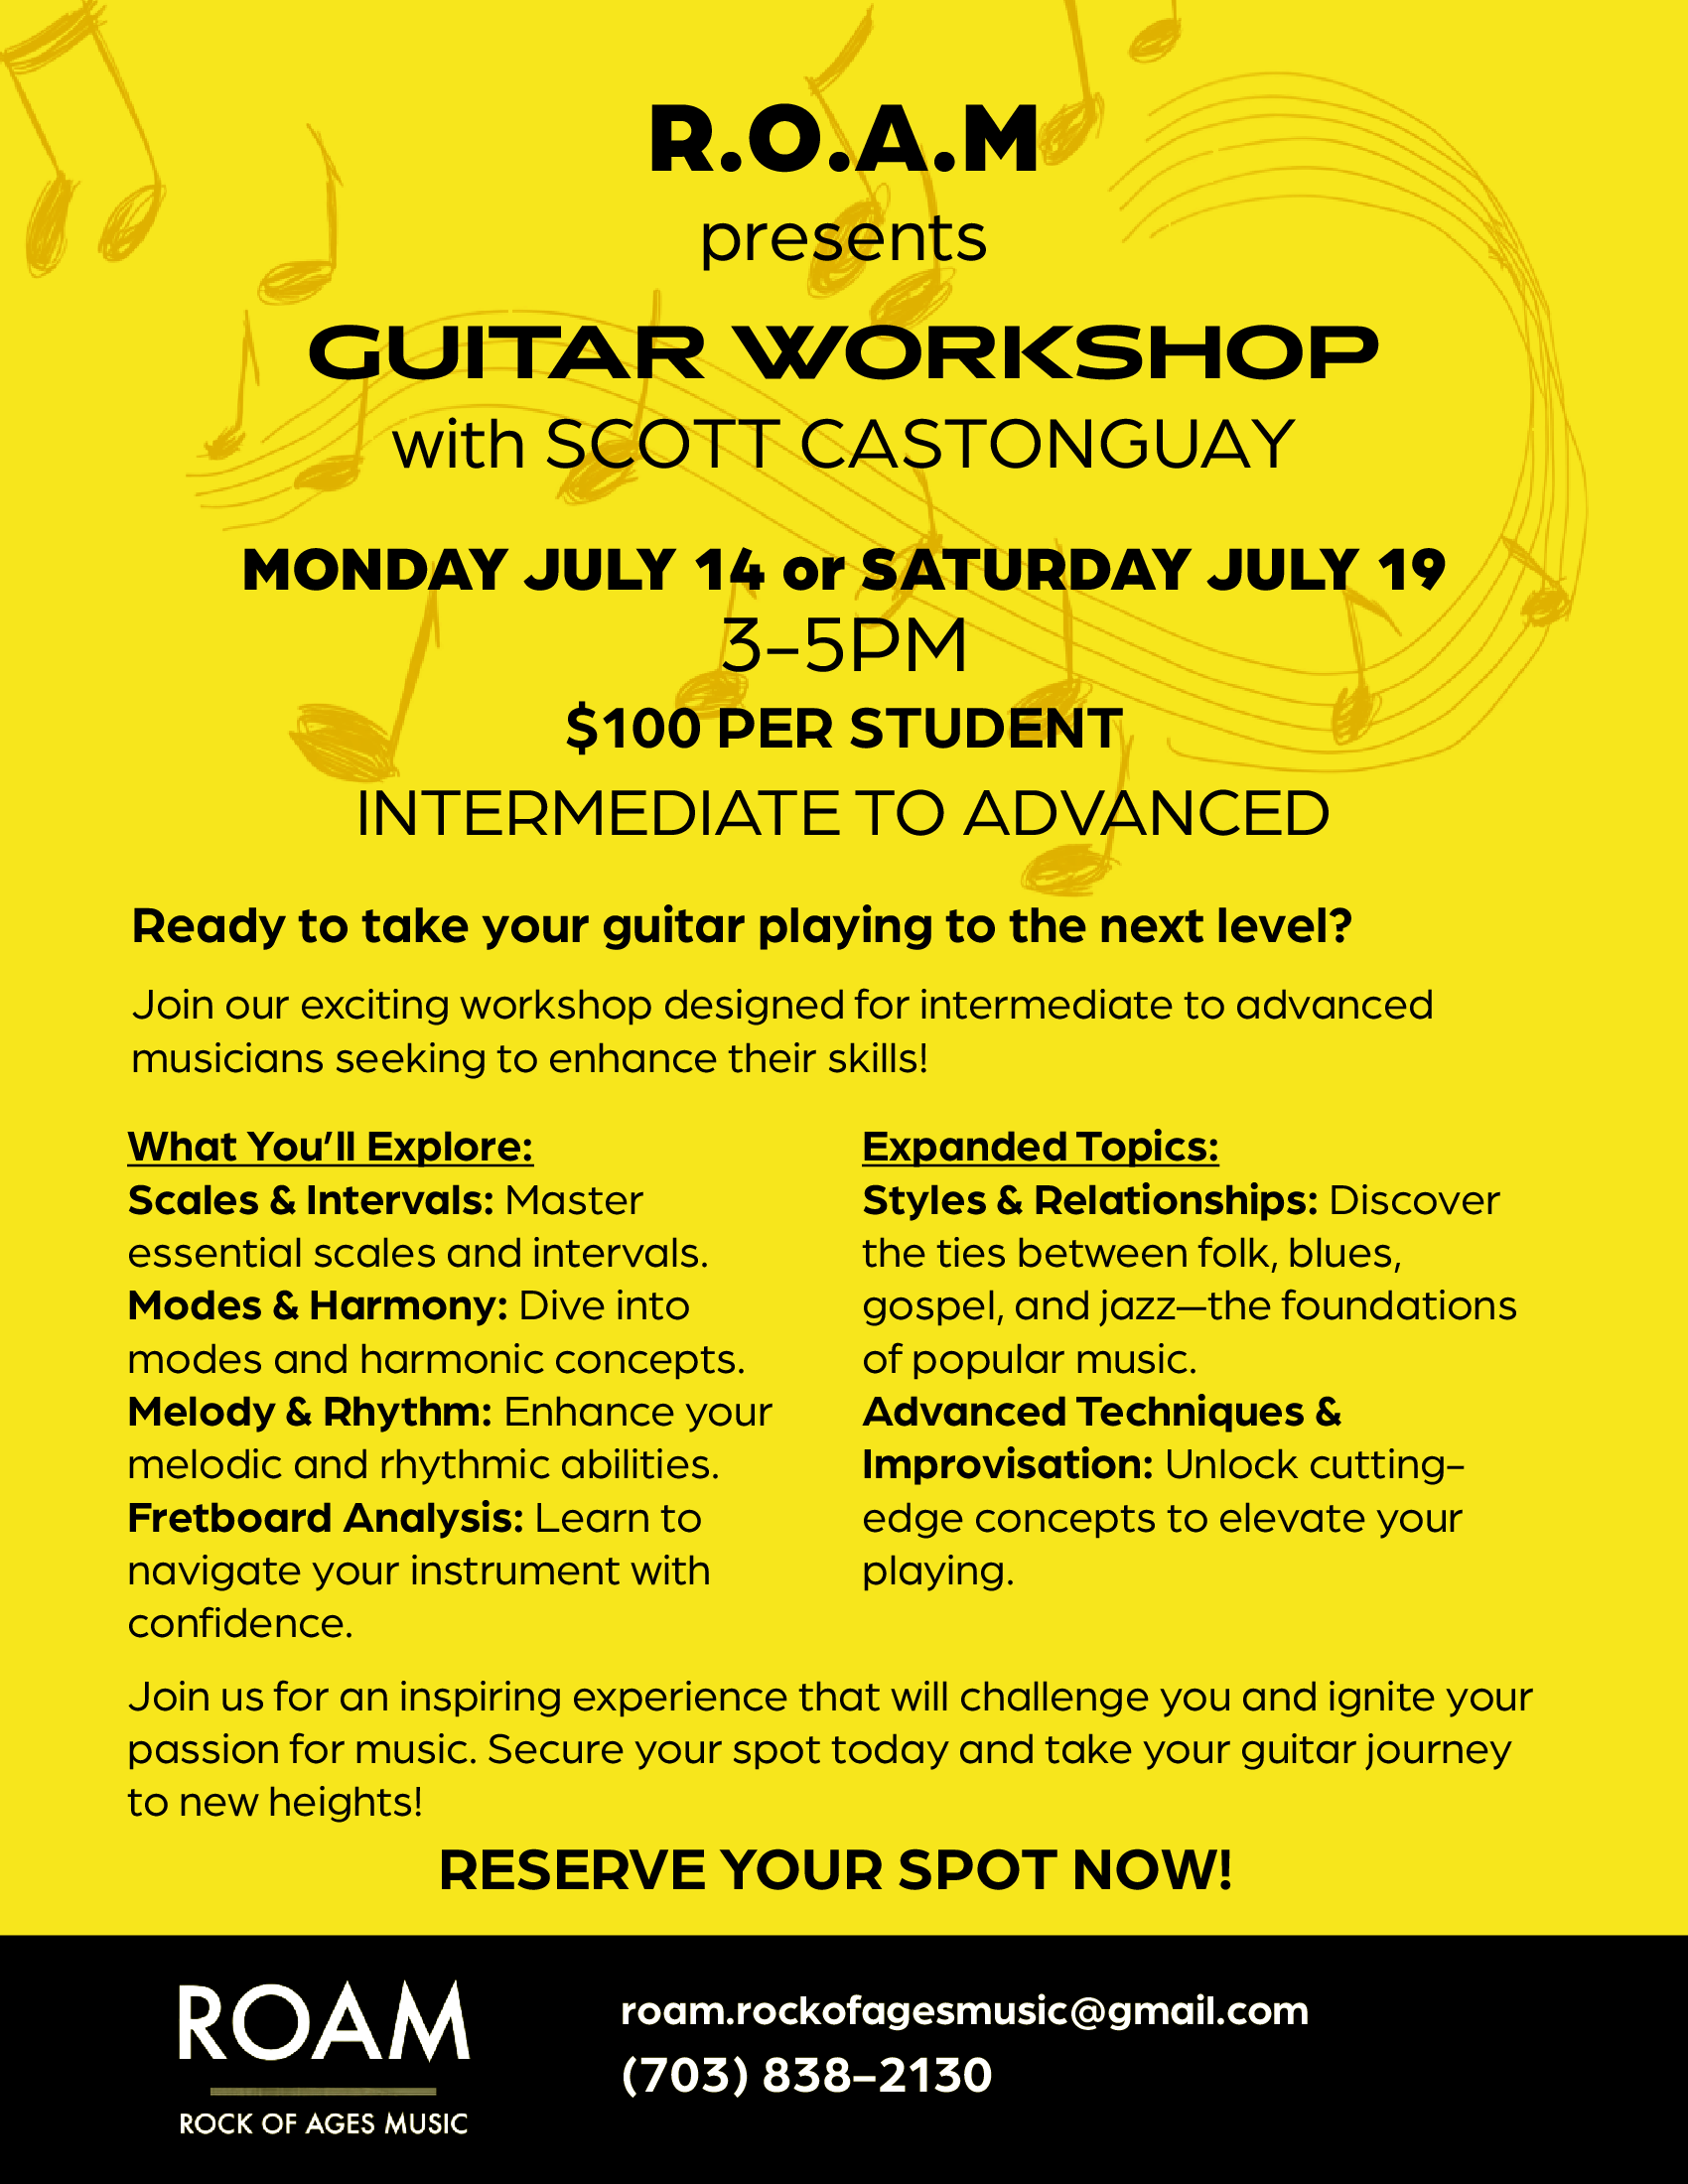 R.O.A.M
presents
GUITAR WORKSHOP
with SCOTT CASTONGUAY
MONDAY JULY 14 or SATURDAY JULY 19
3-5PM
$100 PER STUDENT
INTERMEDIATE TO ADVANCED
Ready to take your guitar playing to the next level?
Join our exciting workshop designed for intermediate to advanced
musicians seeking to enhance their skills!
What You’ll Explore:
Scales & Intervals: Master
essential scales and intervals.
Modes & Harmony: Dive into
modes and harmonic concepts.
Melody & Rhythm: Enhance your
melodic and rhythmic abilities.
Fretboard Analysis: Learn to
navigate your instrument with
confidence.
Expanded Topics:
Styles & Relationships: Discover
the ties between folk, blues,
gospel, and jazz—the foundations
of popular music.
Advanced Techniques &
Improvisation: Unlock cutting-
edge concepts to elevate your
playing.
Join us for an inspiring experience that will challenge you and ignite your
passion for music. Secure your spot today and take your guitar journey
to new heights!
RESERVE YOUR SPOT NOW!
ROAM
ROCK OF AGES MUSIC
roam.rockofagesmusic@gmail.com
(703) 838-2130